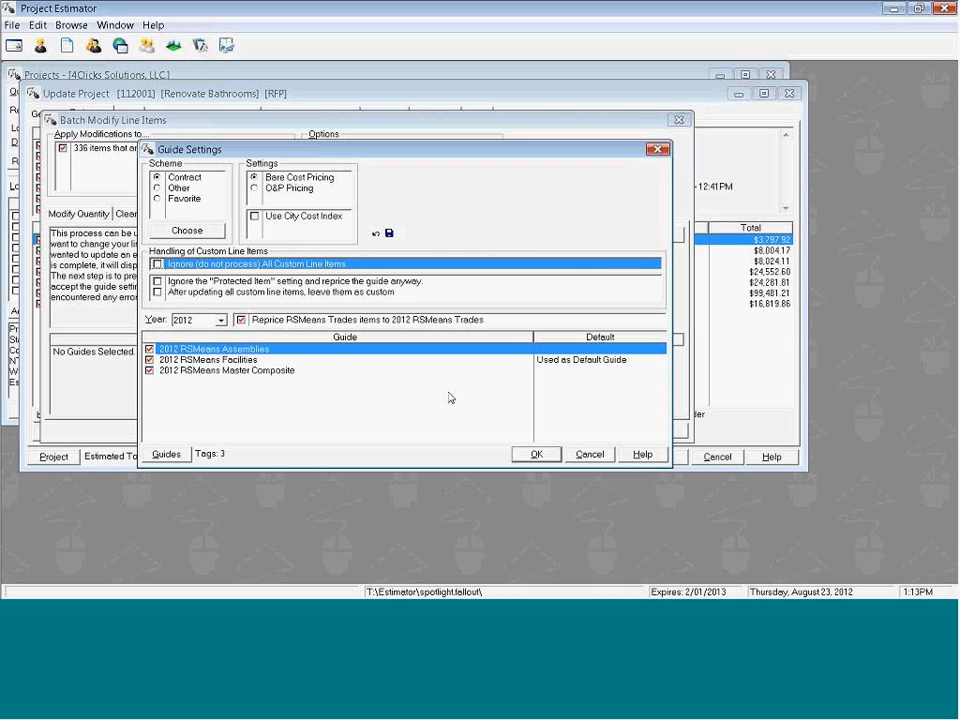 Project Estimator
File Edit Browse Window Help
Projects - [4Clicks Solutions, LLC.]
Update Project [112001] [Renovate Bathrooms] [RFP]
Batch Modify Line Items
Apply Modifications to...
Options
336 items that ar
Guide Settings
Scheme
Settings
Contract
Other
Favorite
Choose
Bare Cost Pricing
O&P Pricing
Use City Cost Index
- 12:41PM
Modify Quantity Clear
This process can be u
want to change your lin
wanted to update an e
is complete, it will displ
The next step is to pre
accept the guide settin
encountered any error
Handling of Custom Line Items
Ignore (do not process) All Custom Line Items
Ignore the "Protected Item" setting and reprice the guide anyway.
After updating all custom line items, leave them as custom
Total
$3,797.92
$8,004.17
$8,024.11
$24,552.60
$24,281.81
$99,481.21
$16,819.86
Year: 2012 Reprice RSMeans Trades items to 2012 RSMeans Trades
Guide Default
2012 RSMeans Assemblies
2012 RSMeans Facilities Used as Default Guide
2012 RSMeans Master Composite
No Guides Selected.
Guides Tags: 3 OK Cancel Help
Project Estimated To Cancel Help
T:\Estimator\spotlight.fallout\ Expires: 2/01/2013 Thursday, August 23, 2012 1:13PM